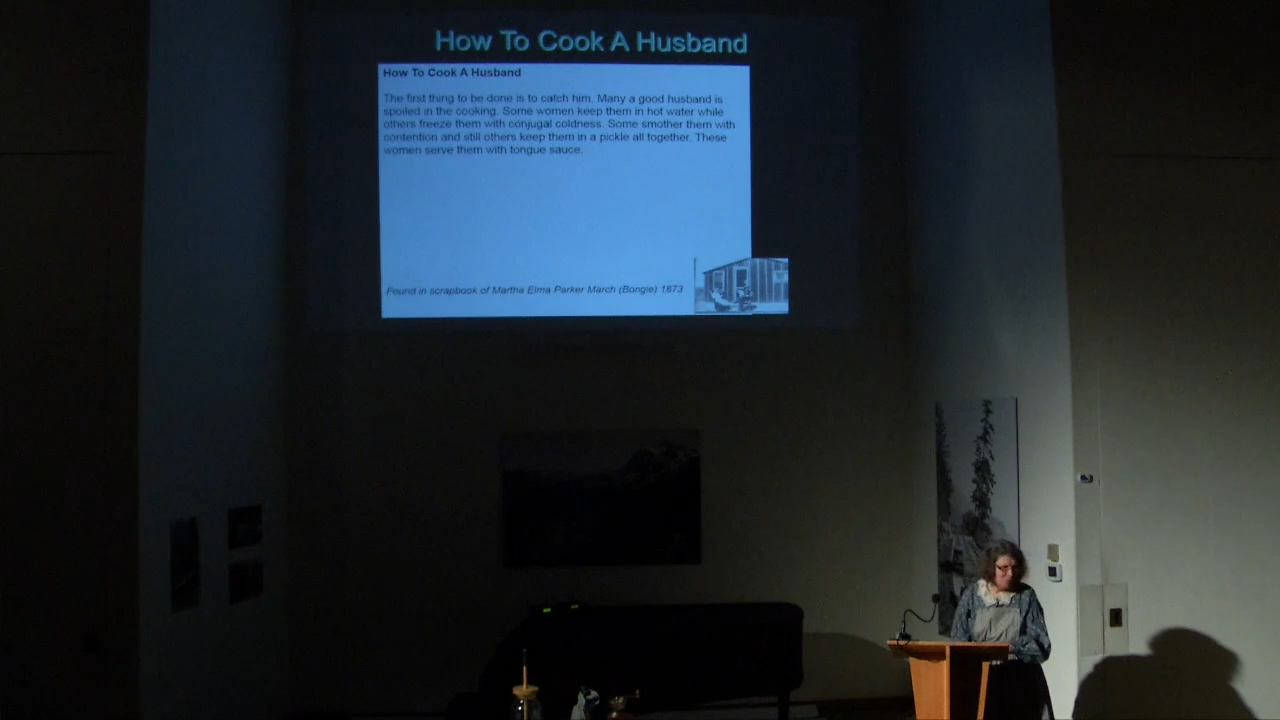 How To Cook A Husband
How To Cook A Husband
The first thing to be done is to catch him. Many a good husband is
spoiled in the cooking. Some women keep them in hot water while
others freeze them with conjugal coldness. Some smother them with
contention and still others keep them in a pickle all together. These
women serve them with tongue sauce.
Found in scrapbook of Martha Elma Parker March (Bongie) 1873